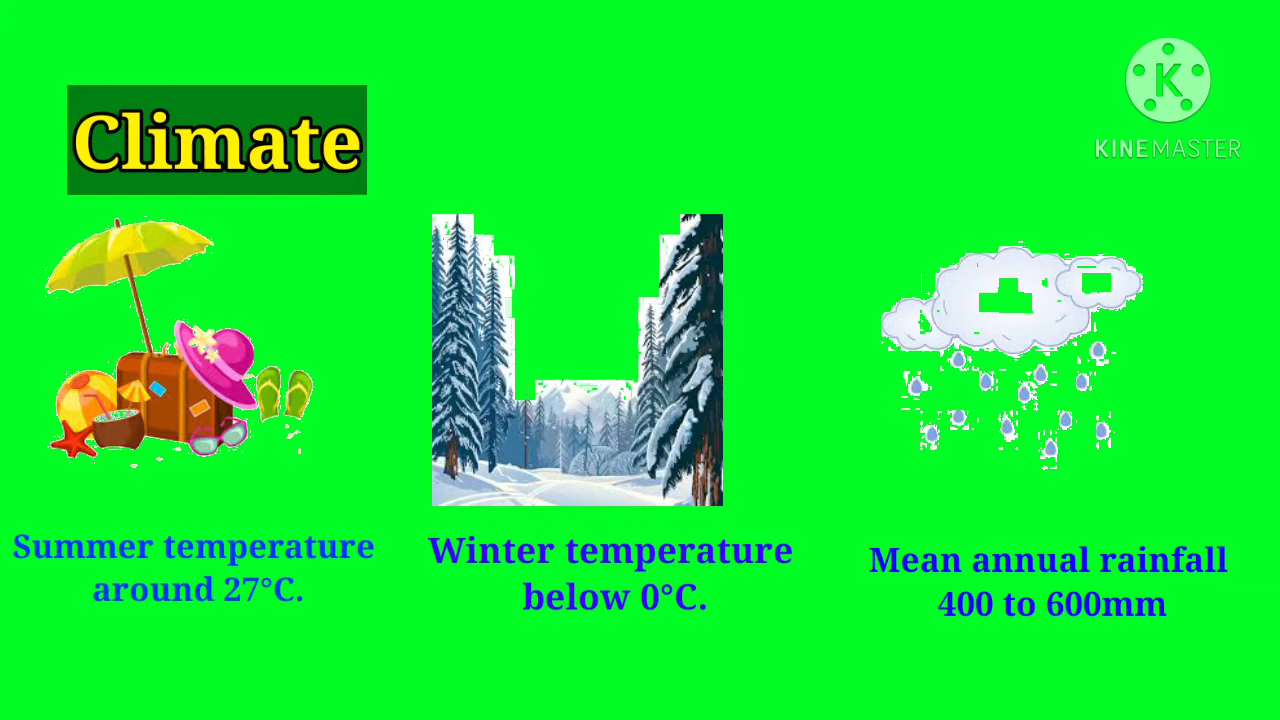 Climate
K
KINEMASTER
Summer temperature
around 27°C.
Winter temperature
below 0°C.
Mean annual rainfall
400 to 600mm